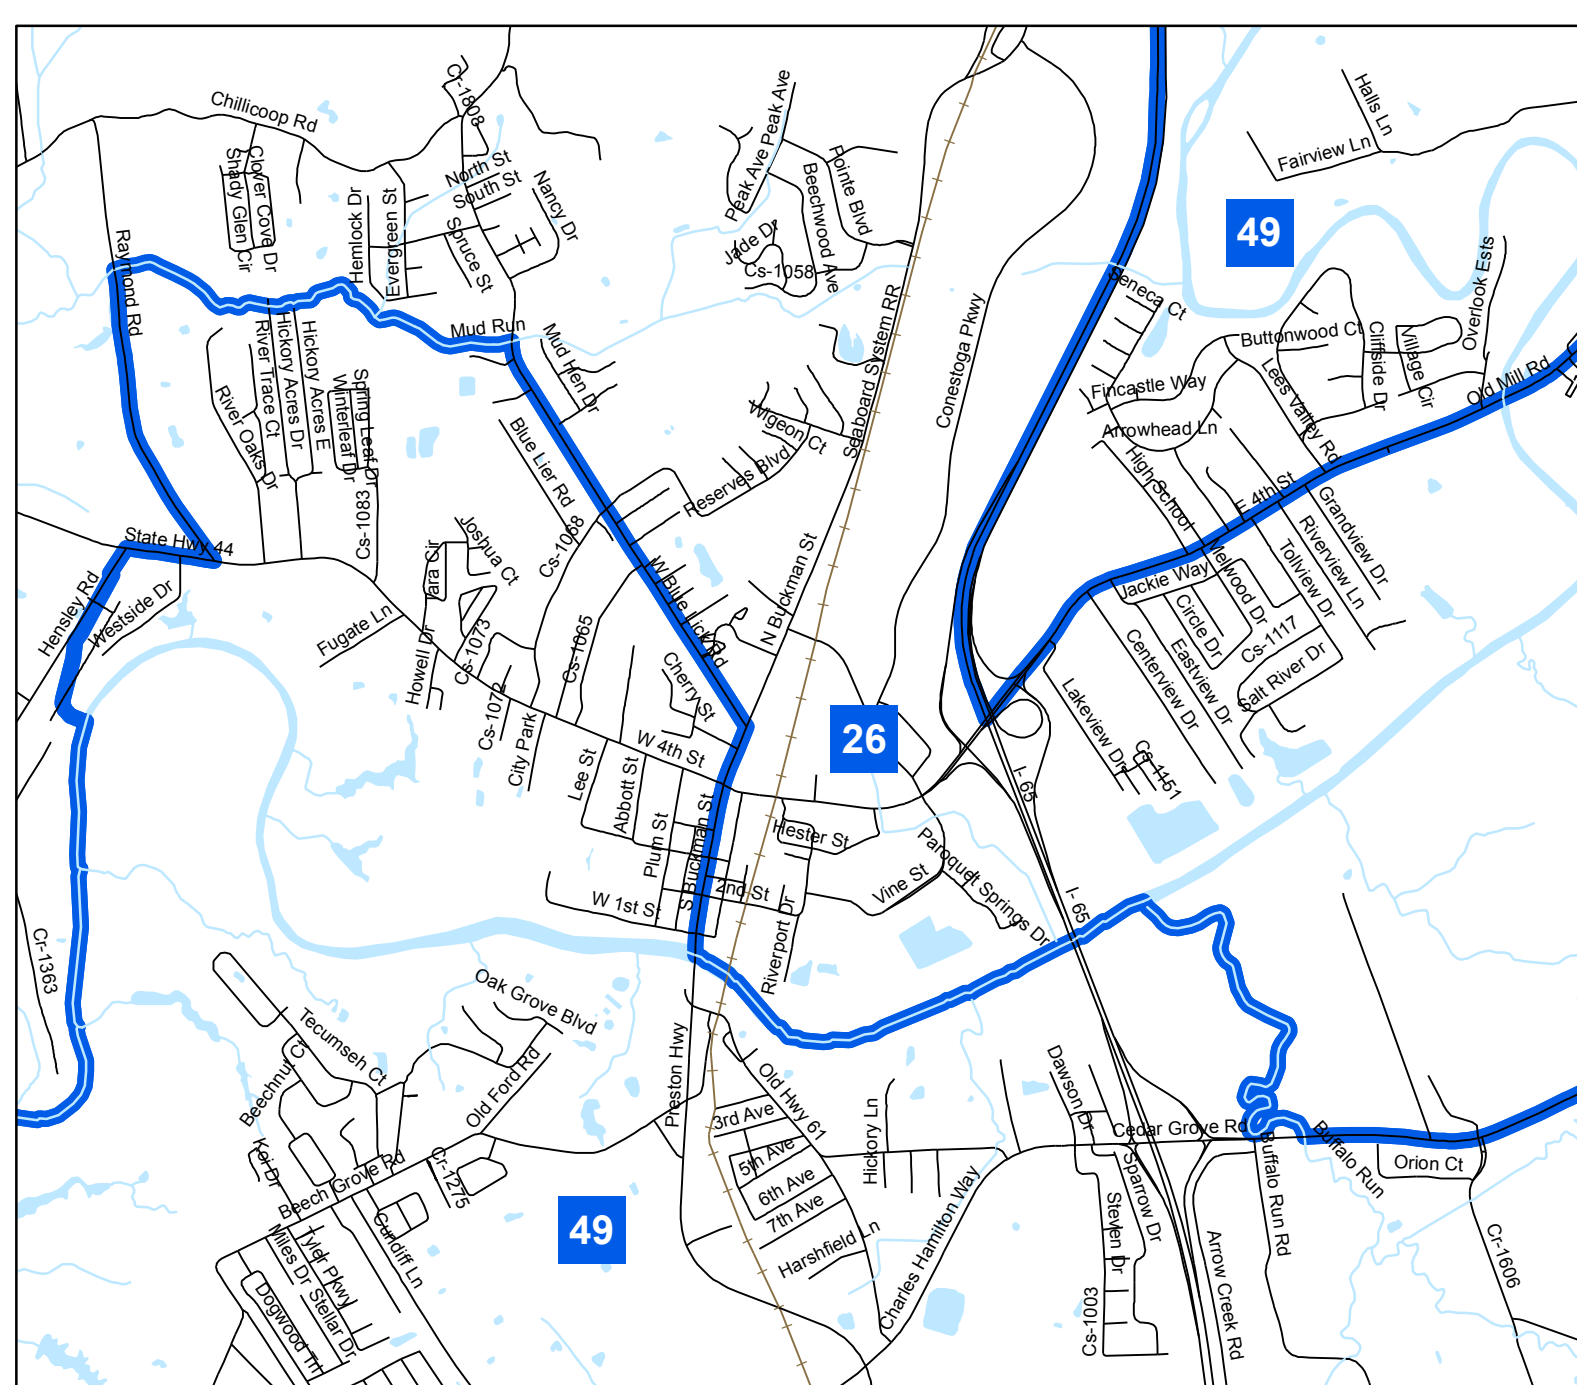 Chillicoop Rd
Cr-1808
Shady Glen Cir
Clover Cove Dr
Hemlock Dr
Evergreen St
North St
South St
Spruce St
Nancy Dr
Peak Ave
Peak Ave
Jade Dr
Cs-1058
Beechwood Ave
Pointe Blvd
Halls Ln
Fairview Ln
49
Raymond Rd
Mud Run
Mud Hen Dr
Seaboard System RR
Conestoga Pkwy
Seneca Ct
Overlook Ests
Buttonwood Ct
Cliffside Dr
Village Cir
Old Mill Rd
Lees Valley Rd
Fincastle Way
Arrowhead Ln
High School
E 4th St
Grandview Dr
Riverview Ln
Tollview Dr
River Oaks Dr
River Trace Ct
Hickory Acres Dr
Hickory Acres E
Winterleaf Dr
Spring Leaf Dr
Cs-1083
Blue Lier Rd
Wigeon Ct
Reserves Blvd
Cs-1068
State Hwy 44
Hensley Rd
Westside Dr
Fugate Ln
Tara Cir
Joshua Ct
Howell Dr
Cs-1073
Cs-1072
Cs-1065
City Park
W Blue Lick Rd
N Buckman St
Cherry St
W 4th St
Lee St
Abbott St
Plum St
S Buckman St
W 1st St
2nd St
Hester St
Vine St
Riverport Dr
Paroquet Springs Dr
26
Jackie Way
Mellwood Dr
Circle Dr
Cs-1117
Salt River Dr
Centerview Dr
Eastview Dr
Lakeview Dr
Cs-1151
I- 65
I- 65
Cr-1363
Oak Grove Blvd
Tecumseh Ct
Beechnut Ct
Old Ford Rd
Koi Dr
Beech Grove Rd
Cr-1275
Cundiff Ln
Tyler Pkwy
Miles Dr
Stellar Dr
Dogwood Trl
Preston Hwy
Old Hwy 61
3rd Ave
5th Ave
6th Ave
7th Ave
Harshfield Ln
Hickory Ln
Charles Hamilton Way
49
Dawson Dr
Cedar Grove Rd
Sparrow Dr
Steven Dr
Cs-1003
Arrow Creek Rd
Buffalo Run Rd
Buffalo Run
Orion Ct
Cr-1606